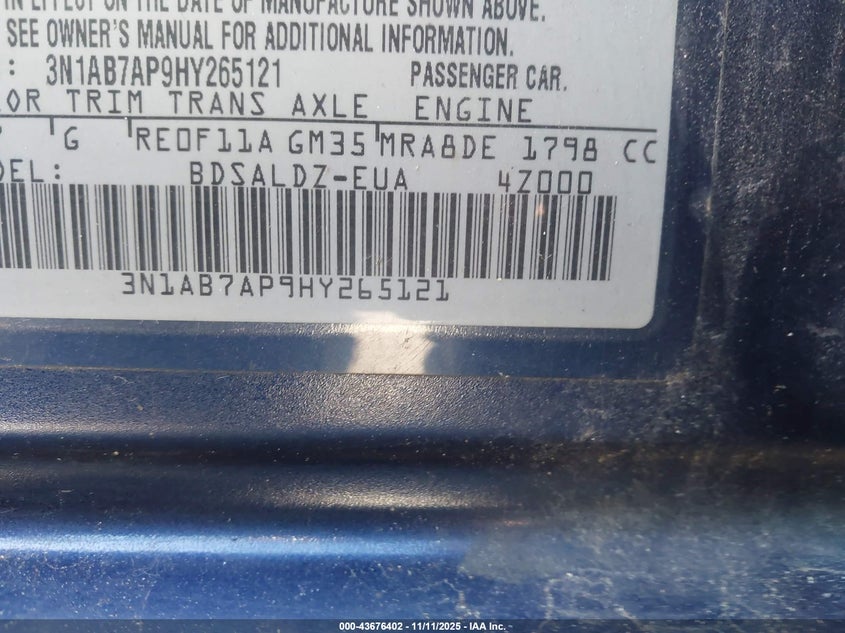 IN EFFECT ON THE DATE OF MANUFACTURE SHOWN ABOVE.
SEE OWNER'S MANUAL FOR ADDITIONAL INFORMATION.
: 3N1AB7AP9HY265121 PASSENGER CAR.
OR TRIM TRANS AXLE ENGINE
G RE0F11A GM35 MRA8DE 1798 CC
DEL: BDSALDZ-EUA 4Z000
3N1AB7AP9HY265121
000-43676402 - 11/11/2025 - IAA Inc.